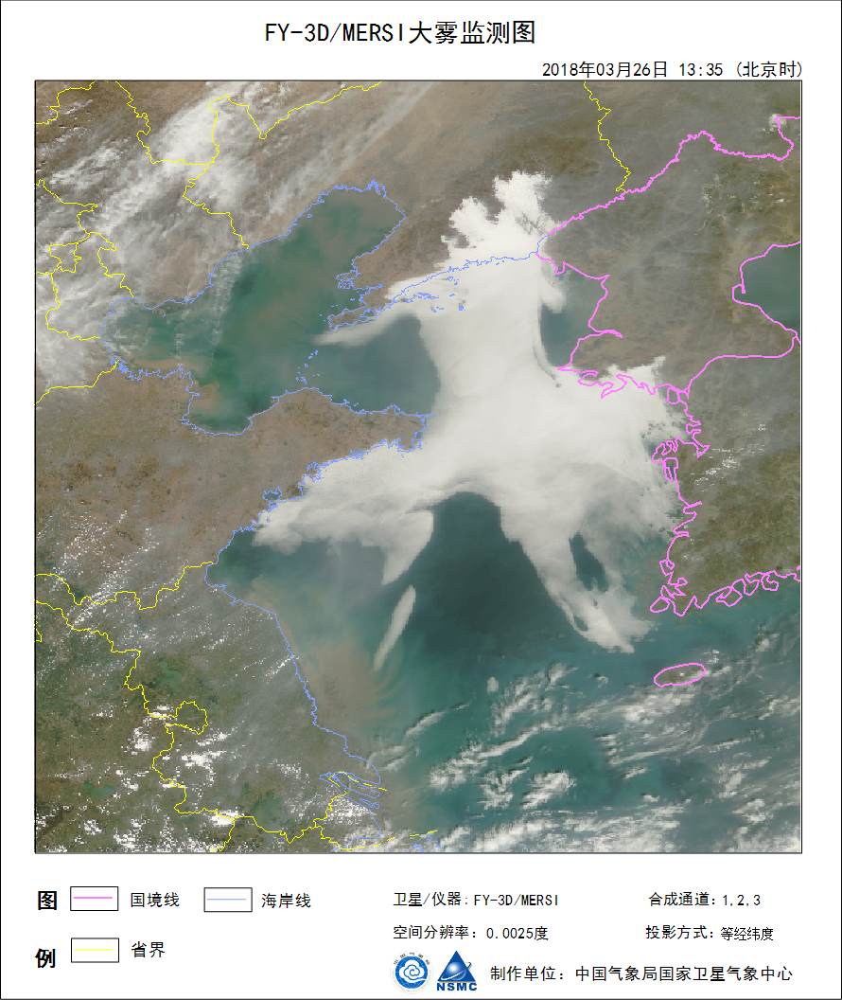 FY-3D/MERSI大雾监测图
2018年03月26日 13:35 (北京时)
图例
国境线
海岸线
省界
卫星/仪器: FY-3D/MERSI
合成通道: 1,2,3
空间分辨率: 0.0025度
投影方式: 等经纬度
NSMC
制作单位: 中国气象局国家卫星气象中心